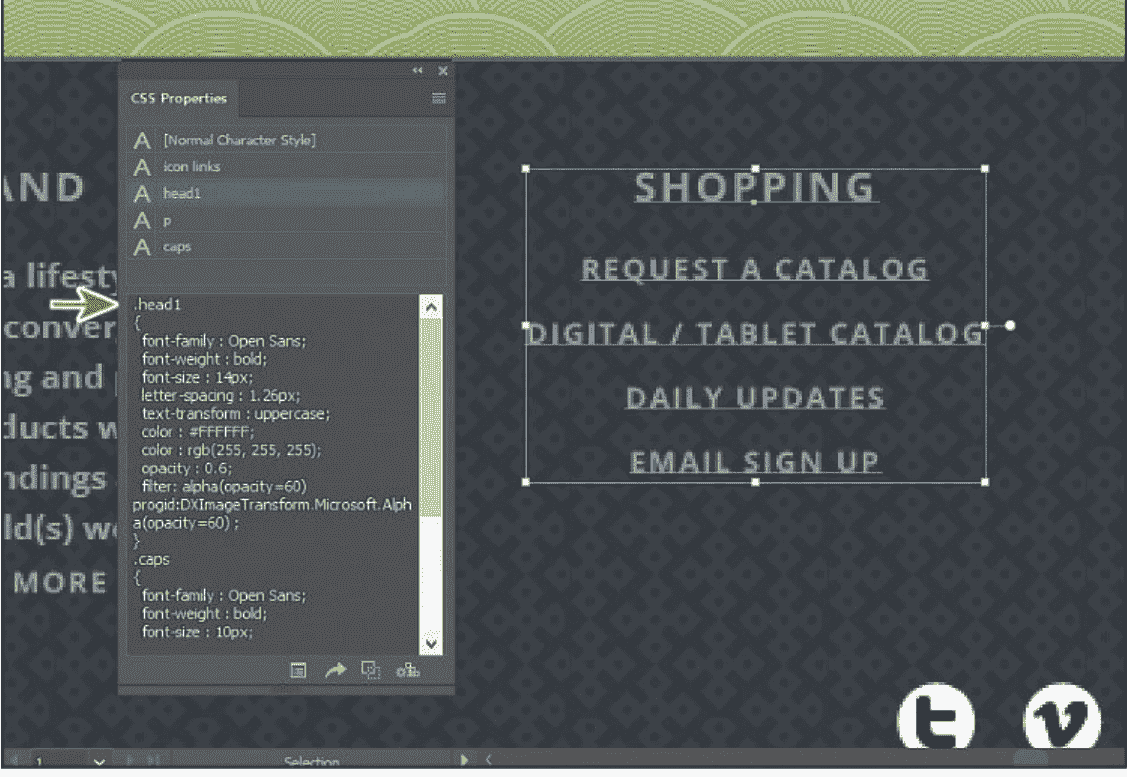 CSS Properties
[Normal Character Style]
icon links
head1
p
caps
.head1
{
font-family : Open Sans;
font-weight : bold;
font-size : 14px;
letter-spacing : 1.26px;
text-transform : uppercase;
color : #FFFFFF;
color : rgb(255, 255, 255);
opacity : 0.6;
filter: alpha(opacity=60)
progid:DXImageTransform.Microsoft.Alph
a(opacity=60) ;
}
.caps
{
font-family : Open Sans;
font-weight : bold;
font-size : 10px;
AND
a lifesty
conver
ng and
ducts w
ndings
ld(s) w
MORE
SHOPPING
REQUEST A CATALOG
DIGITAL / TABLET CATALOG
DAILY UPDATES
EMAIL SIGN UP
1
Selection